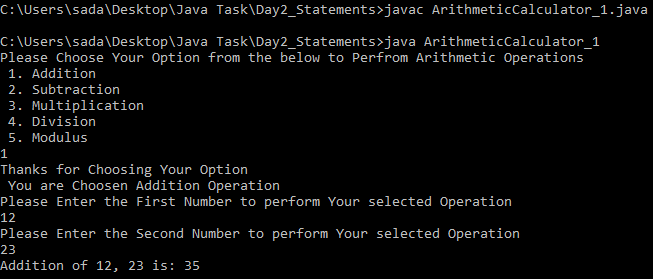 C:\Users\sada\Desktop\Java Task\Day2_Statements>javac ArithmeticCalculator_1.java
C:\Users\sada\Desktop\Java Task\Day2_Statements>java ArithmeticCalculator_1
Please Choose Your Option from the below to Perfrom Arithmetic Operations
1. Addition
2. Subtraction
3. Multiplication
4. Division
5. Modulus
1
Thanks for Choosing Your Option
You are Choosen Addition Operation
Please Enter the First Number to perform Your selected Operation
12
Please Enter the Second Number to perform Your selected Operation
23
Addition of 12, 23 is: 35